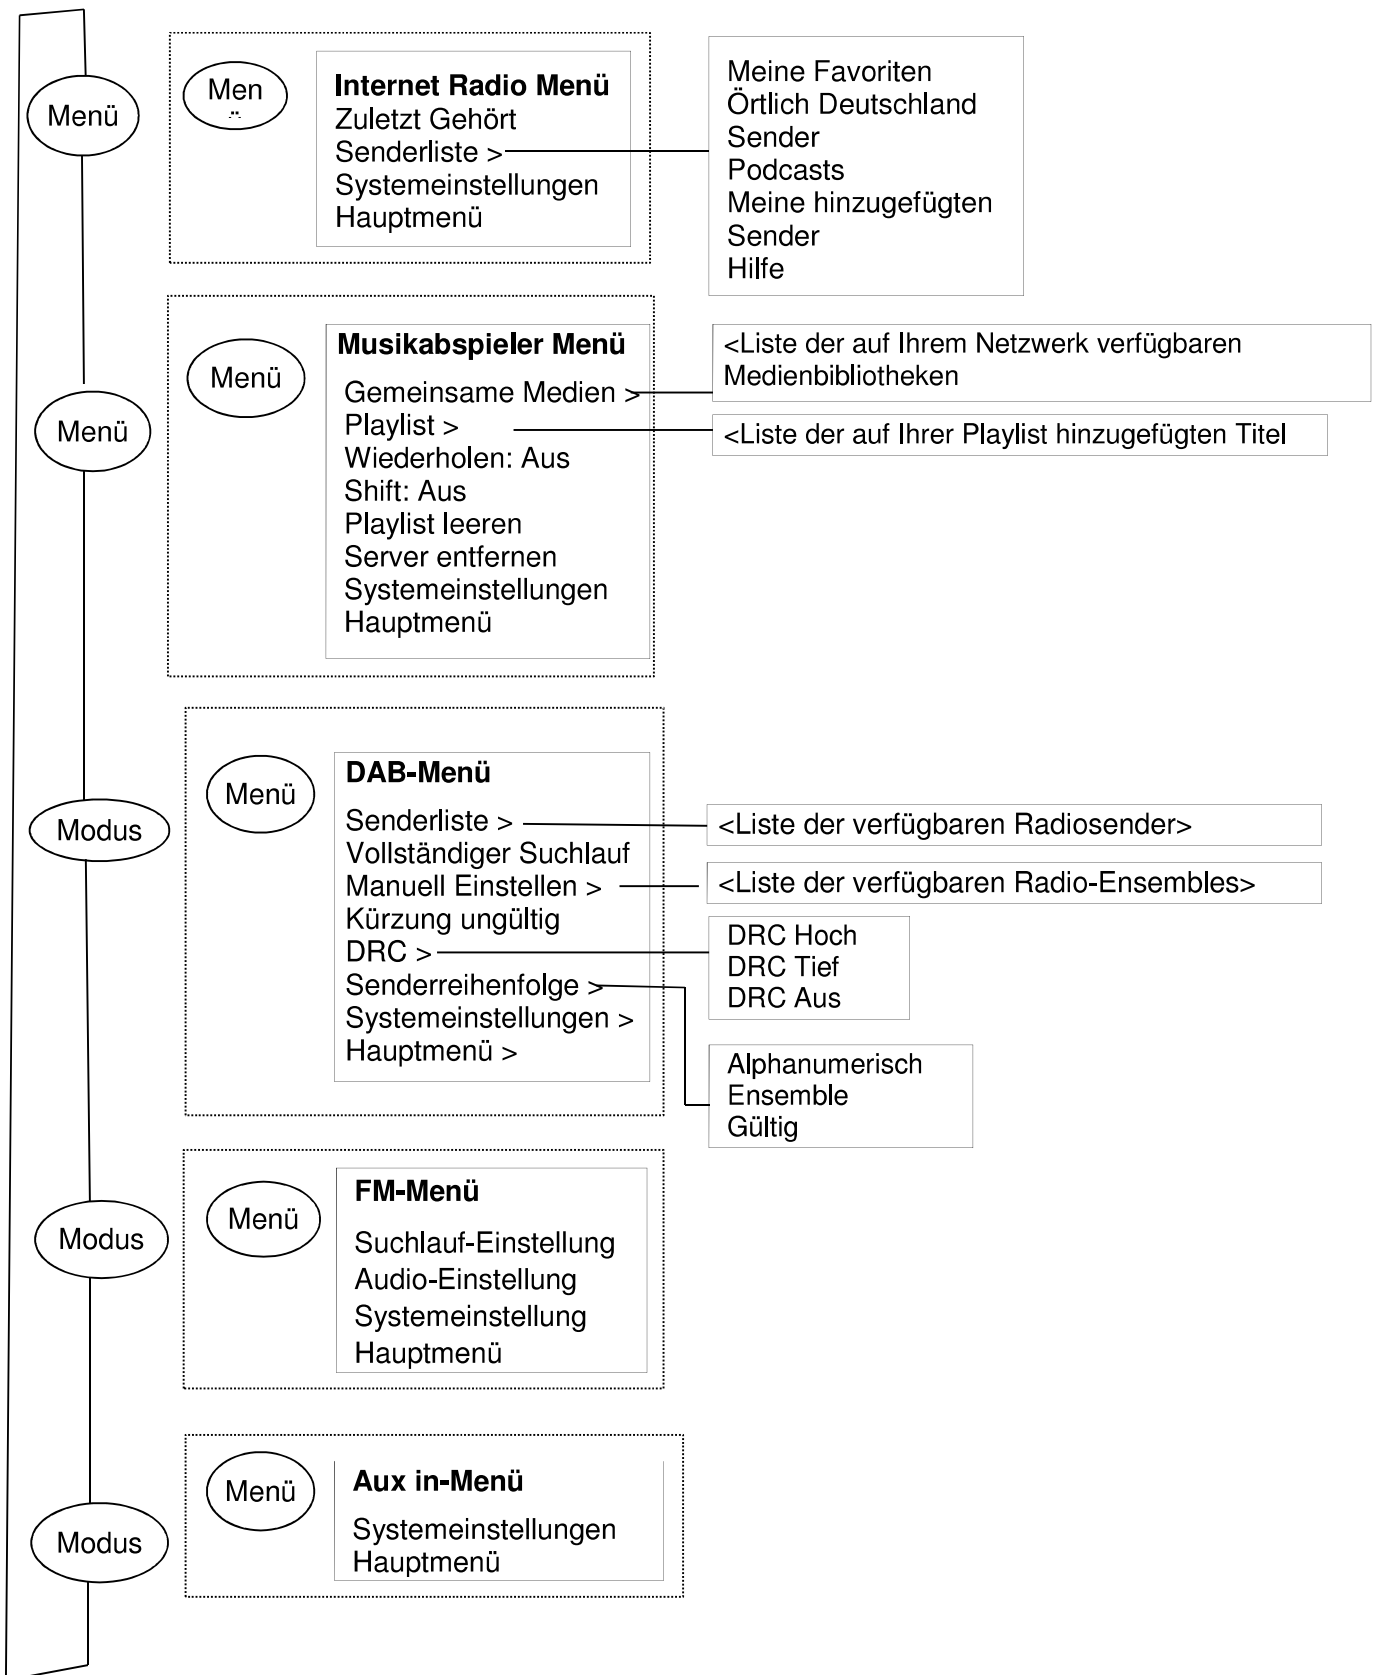 Menü
Men
ü
Internet Radio Menü
Zuletzt Gehört
Senderliste >
Systemeinstellungen
Hauptmenü
Meine Favoriten
Örtlich Deutschland
Sender
Podcasts
Meine hinzugefügten
Sender
Hilfe
Menü
Menü
Musikabspieler Menü
Gemeinsame Medien >
Playlist >
Wiederholen: Aus
Shift: Aus
Playlist leeren
Server entfernen
Systemeinstellungen
Hauptmenü
<Liste der auf Ihrem Netzwerk verfügbaren
Medienbibliotheken
<Liste der auf Ihrer Playlist hinzugefügten Titel
Modus
Menü
DAB-Menü
Senderliste >
Vollständiger Suchlauf
Manuell Einstellen >
Kürzung ungültig
DRC >
Senderreihenfolge >
Systemeinstellungen >
Hauptmenü >
<Liste der verfügbaren Radiosender>
<Liste der verfügbaren Radio-Ensembles>
DRC Hoch
DRC Tief
DRC Aus
Alphanumerisch
Ensemble
Gültig
Modus
Menü
FM-Menü
Suchlauf-Einstellung
Audio-Einstellung
Systemeinstellung
Hauptmenü
Modus
Menü
Aux in-Menü
Systemeinstellungen
Hauptmenü